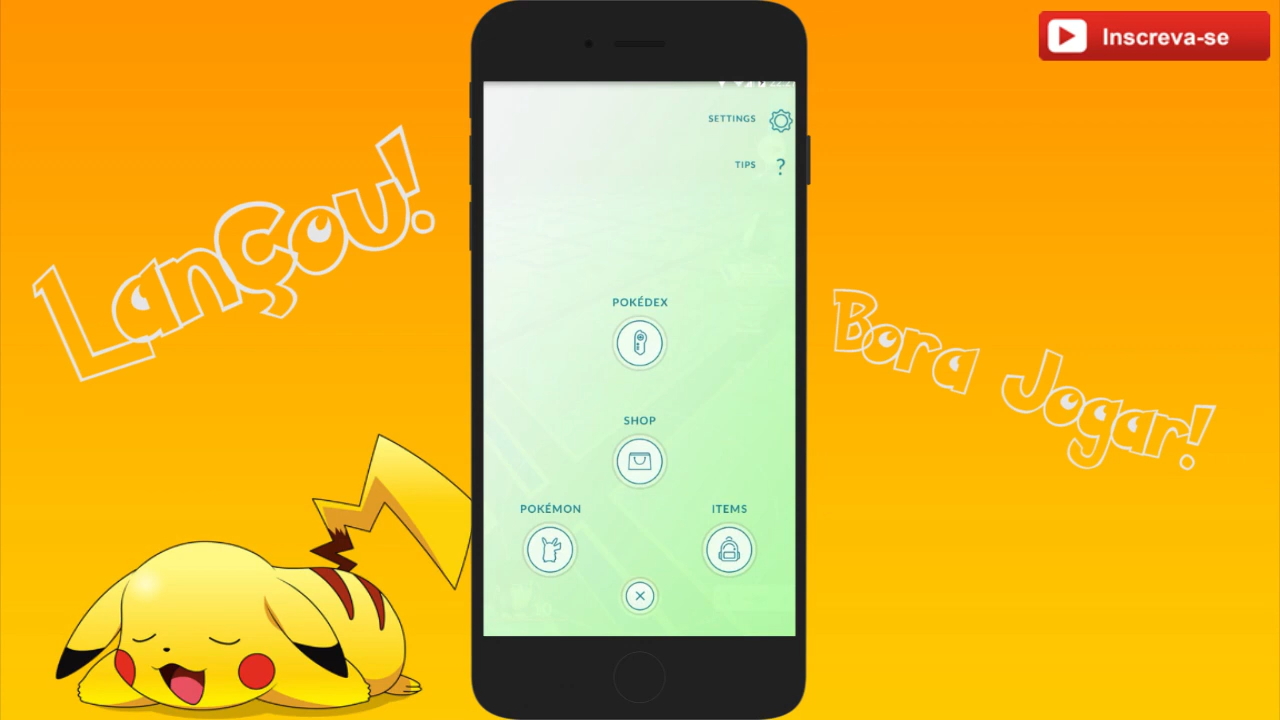 Inscreva-se
SETTINGS
TIPS
?
Lançou!
POKÉDEX
Bora Jogar!
SHOP
POKÉMON
ITEMS